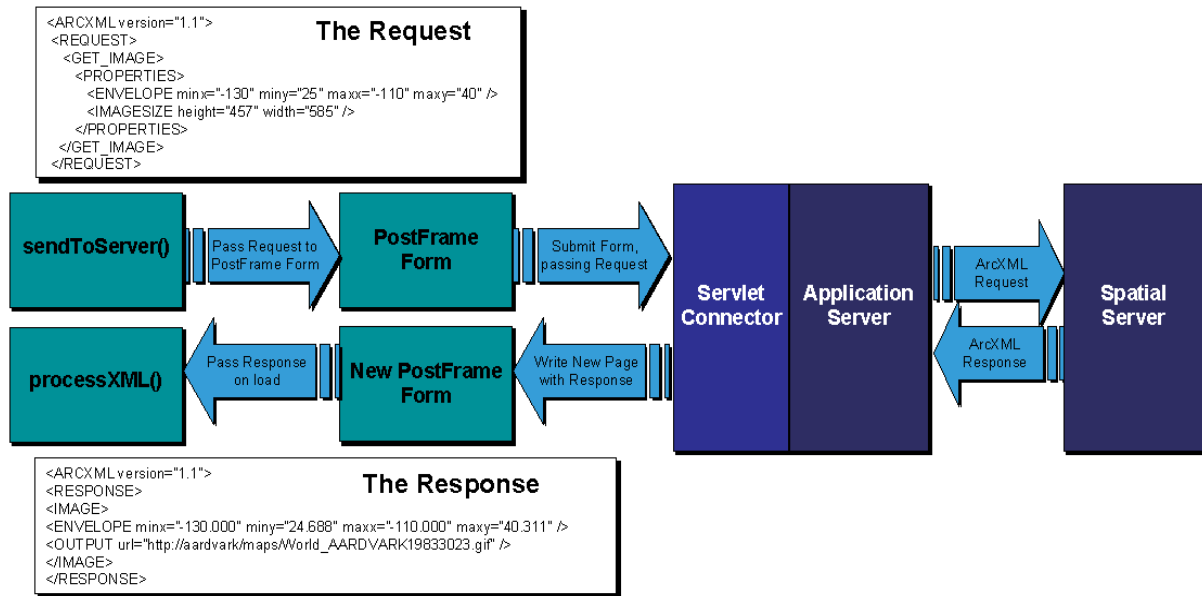 <ARCXML version="1.1">
The Request
<REQUEST>
<GET_IMAGE>
<PROPERTIES>
<ENVELOPE minx="-130" miny="25" maxx="-110" maxy="40" />
<IMAGESIZE height="457" width="585" />
</PROPERTIES>
</GET_IMAGE>
</REQUEST>
sendToServer()
Pass Request to
PostFrame Form
PostFrame
Form
Submit Form,
passing Request
Servlet
Connector
Application
Server
ArcXML
Request
Spatial
Server
ArcXML
Response
Write New Page
with Response
New PostFrame
Form
Pass Response
on load
processXML()
<ARCXML version="1.1">
The Response
<RESPONSE>
<IMAGE>
<ENVELOPE minx="-130.000" miny="24.688" maxx="-110.000" maxy="40.311" />
<OUTPUT url="http://aardvark/maps/World_AARDVARK19833023.gif" />
</IMAGE>
</RESPONSE>